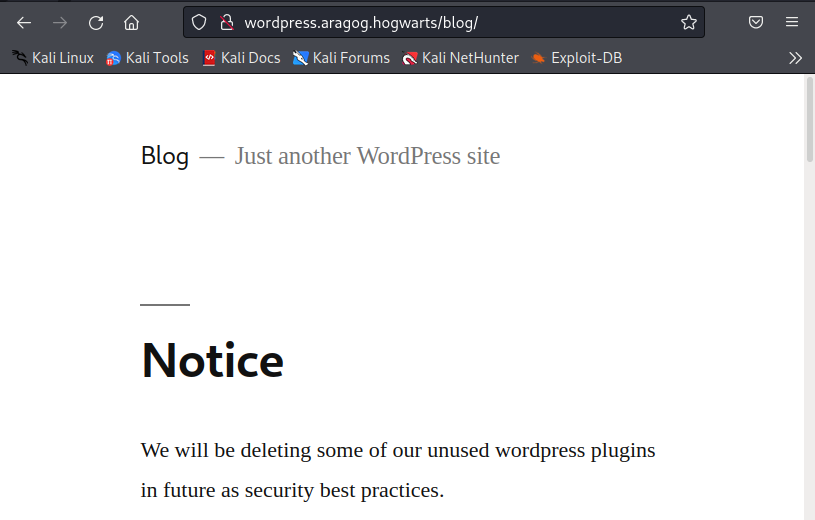 wordpress.aragog.hogwarts/blog/
Kali Linux Kali Tools Kali Docs Kali Forums Kali NetHunter Exploit-DB
Blog — Just another WordPress site
Notice
We will be deleting some of our unused wordpress plugins
in future as security best practices.